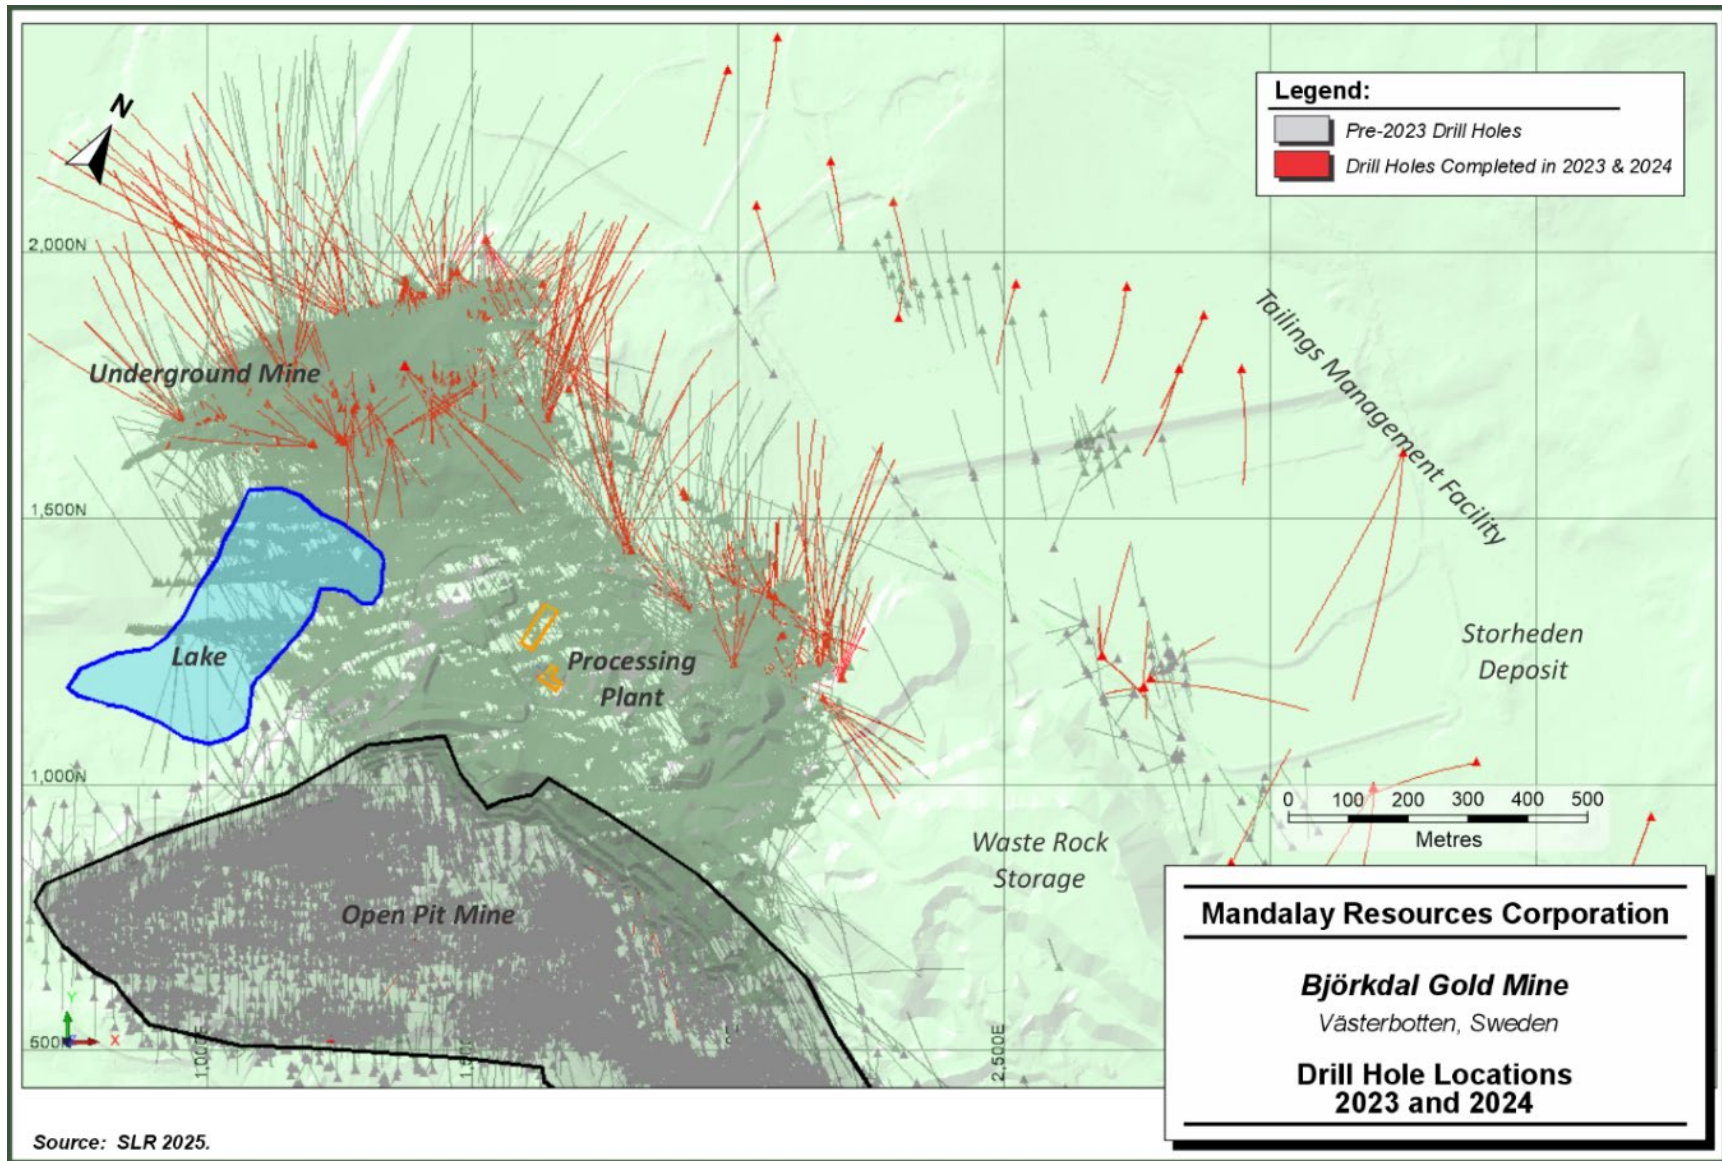 N
Legend:
Pre-2023 Drill Holes
Drill Holes Completed in 2023 & 2024
2,000N
Tailings Management Facility
Underground Mine
1,500N
Storheden
Deposit
Lake
Processing
Plant
1,000N
0 100 200 300 400 500
Metres
Waste Rock
Storage
Open Pit Mine
Mandalay Resources Corporation
Björkdal Gold Mine
Västerbotten, Sweden
Drill Hole Locations
2023 and 2024
Y
X
2,500E
Source: SLR 2025.